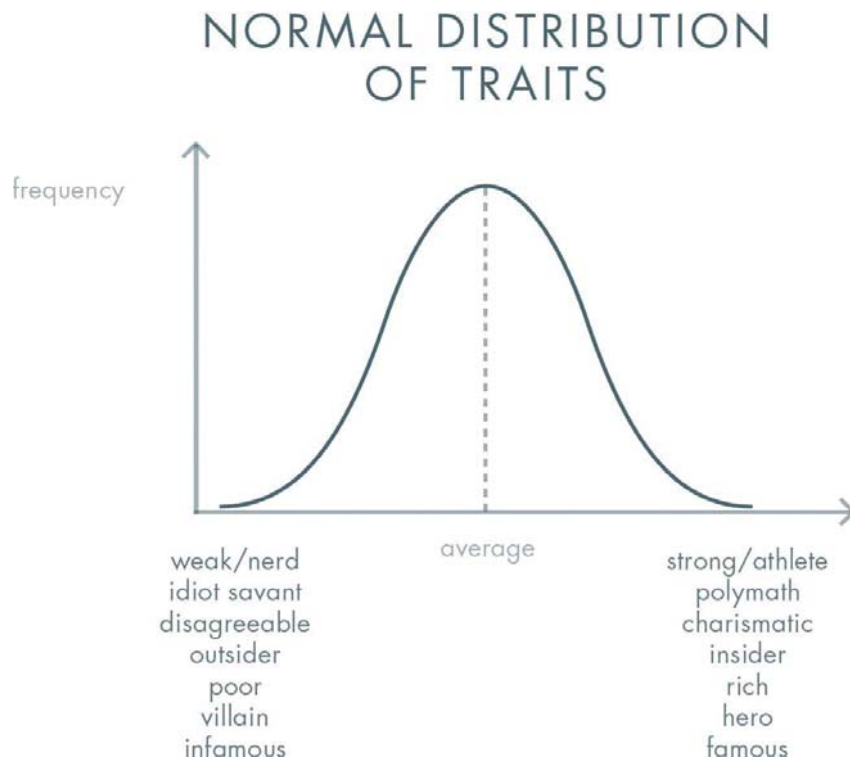 NORMAL DISTRIBUTION
OF TRAITS
frequency
average
weak/nerd
idiot savant
disagreeable
outsider
poor
villain
infamous
strong/athlete
polymath
charismatic
insider
rich
hero
famous